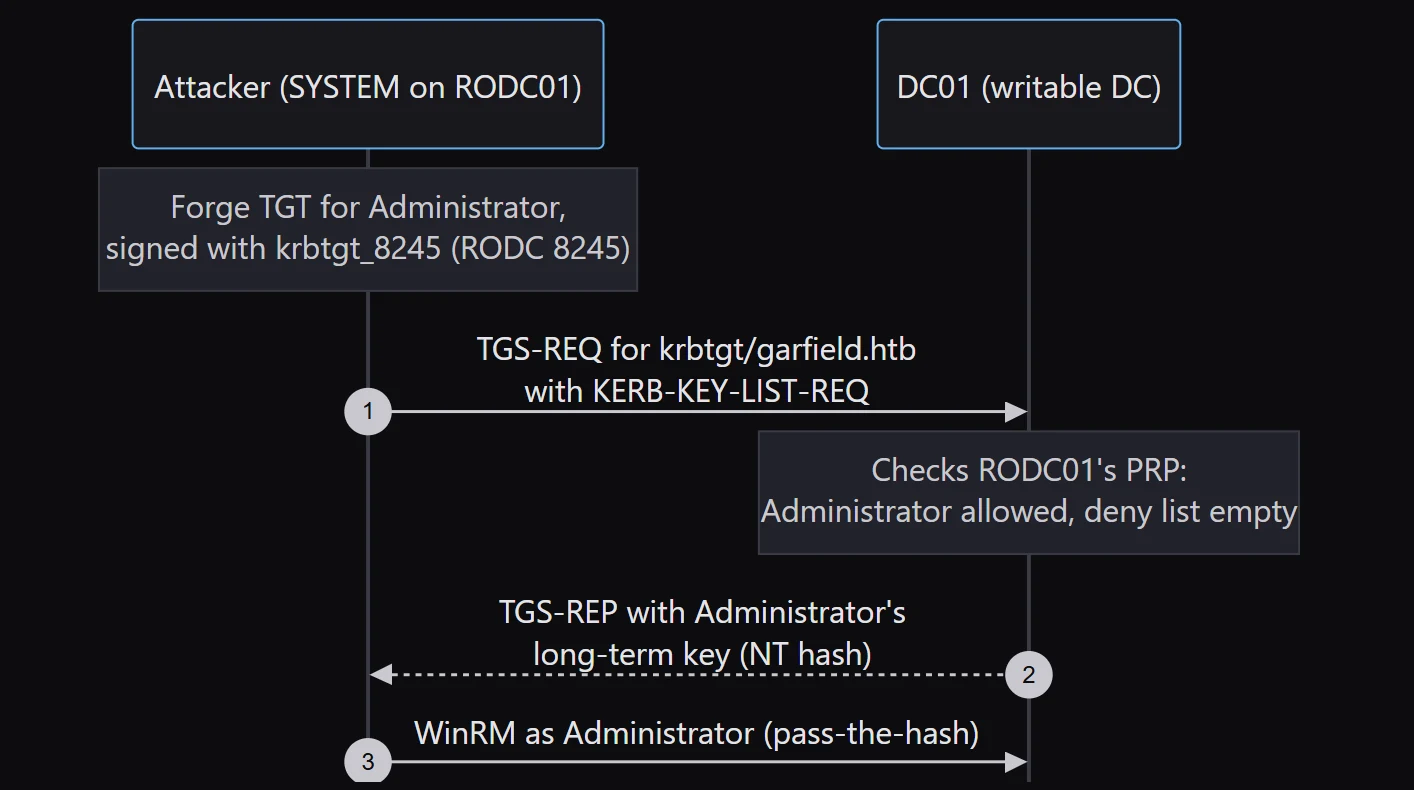 Attacker (SYSTEM on RODC01)
DC01 (writable DC)
Forge TGT for Administrator,
signed with krbtgt_8245 (RODC 8245)
TGS-REQ for krbtgt/garfield.htb
with KERB-KEY-LIST-REQ
1
Checks RODC01's PRP:
Administrator allowed, deny list empty
TGS-REP with Administrator's
long-term key (NT hash)
2
WinRM as Administrator (pass-the-hash)
3